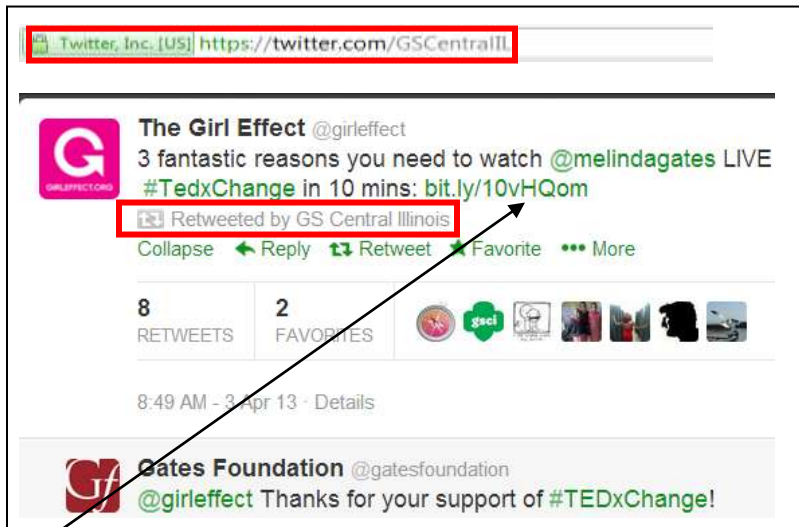 Twitter, Inc. [US] https://twitter.com/GSCentralIL
The Girl Effect @girleffect
3 fantastic reasons you need to watch @melindagates LIVE
#TedxChange in 10 mins: bit.ly/10vHQom
G
GIRLEFFECT.ORG
Retweeted by GS Central Illinois
Collapse Reply Retweet Favorite ••• More
8 2
RETWEETS FAVORITES
gsci
8:49 AM - 3 Apr 13 · Details
Gates Foundation @gatesfoundation
Gf
@girleffect Thanks for your support of #TEDxChange!